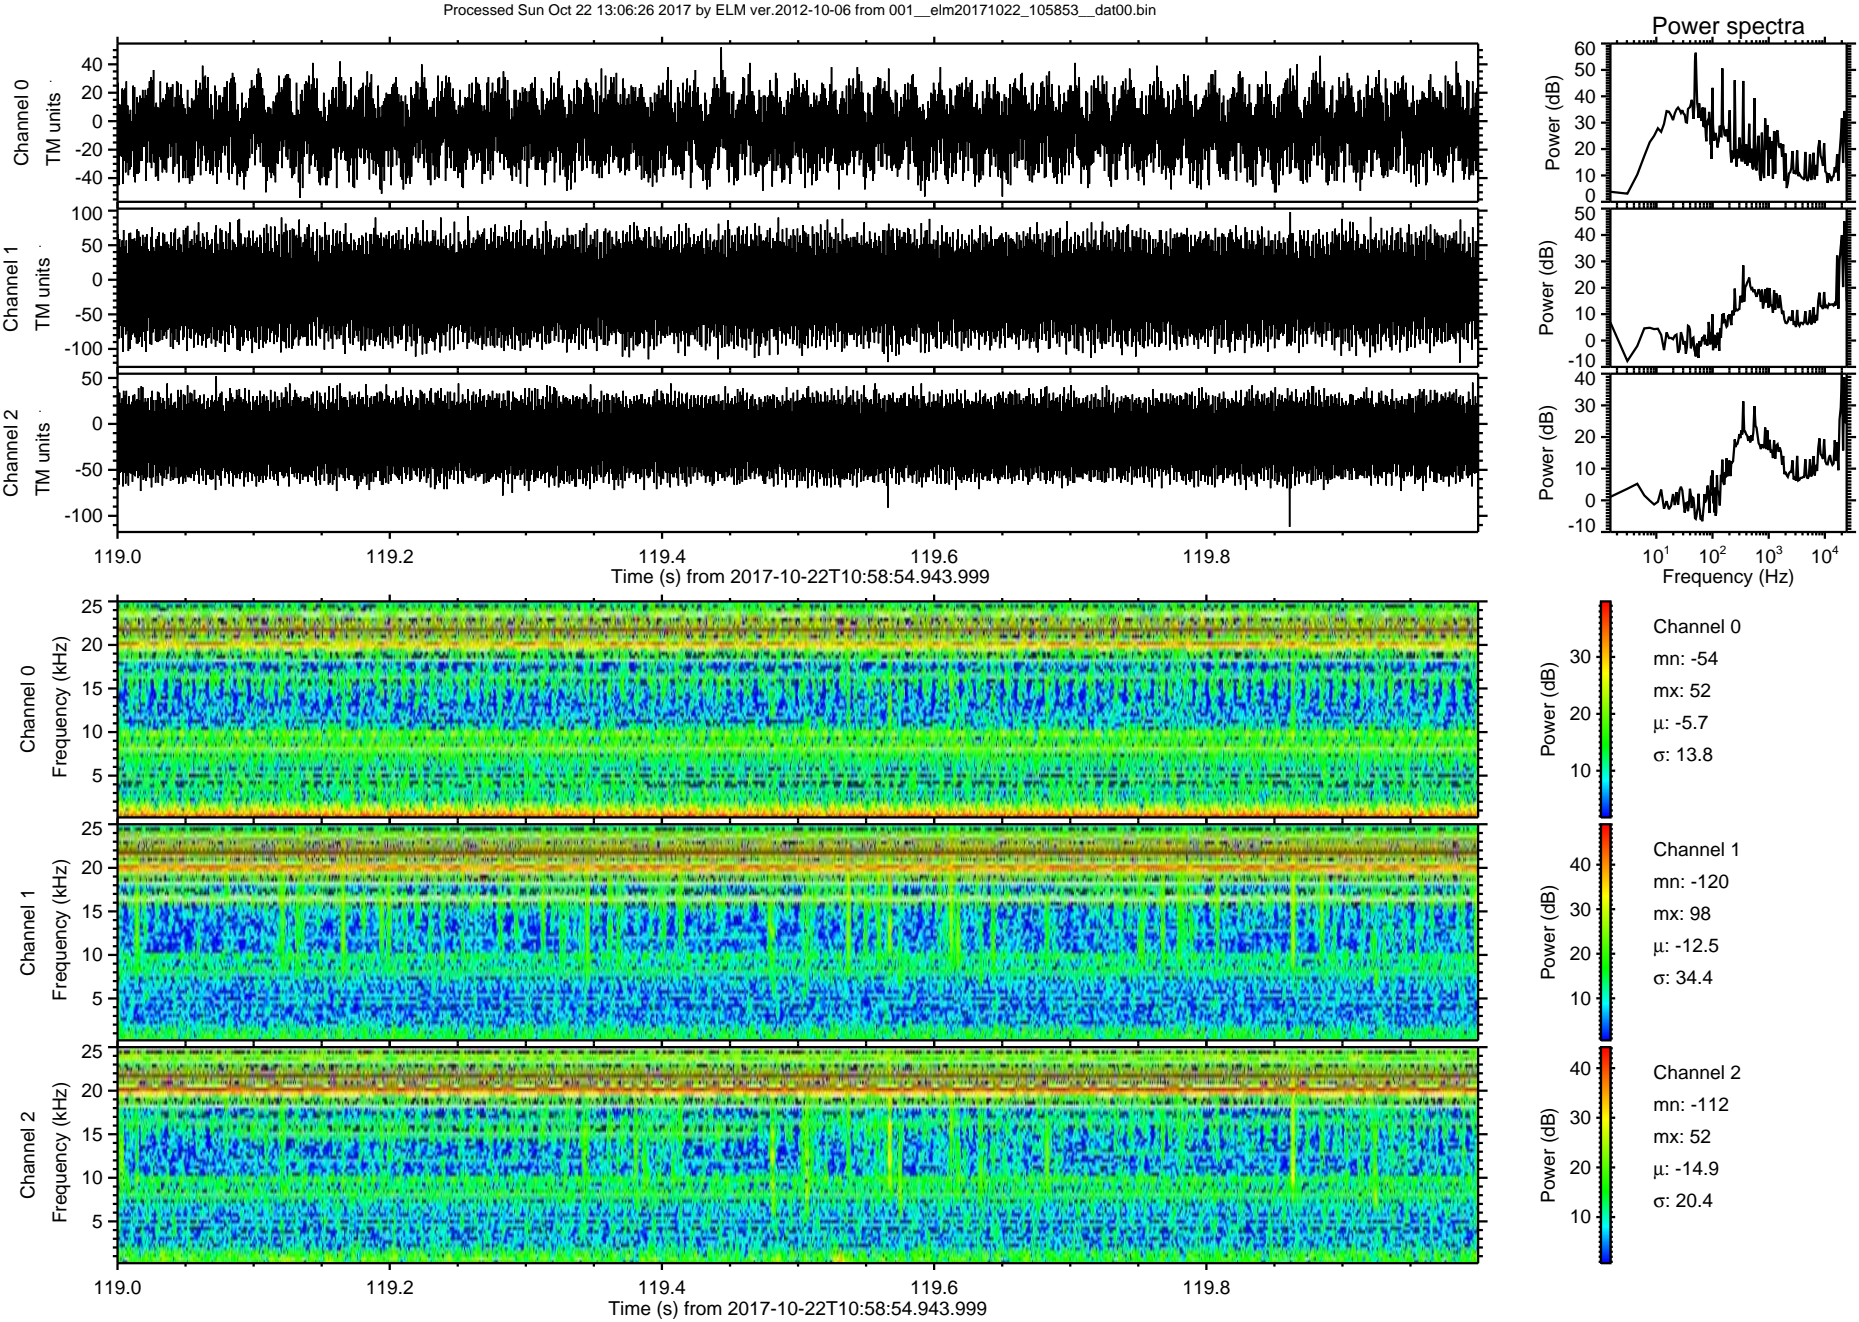 Processed Sun Oct 22 13:06:26 2017 by ELM ver.2012-10-06 from 001__elm20171022_105853__dat00.bin
Power spectra
Channel 0
TM units
40
20
0
-20
-40
Power (dB)
60
50
40
30
20
10
0
Channel 1
TM units
100
50
0
-50
-100
Power (dB)
50
40
30
20
10
0
-10
Channel 2
TM units
50
0
-50
-100
Power (dB)
40
30
20
10
0
-10
119.0 119.2 119.4 119.6 119.8
Time (s) from 2017-10-22T10:58:54.943.999
10^1 10^2 10^3 10^4
Frequency (Hz)
Channel 0
Frequency (kHz)
25
20
15
10
5
Power (dB)
30
20
10
Channel 0
mn: -54
mx: 52
μ: -5.7
σ: 13.8
Channel 1
Frequency (kHz)
25
20
15
10
5
Power (dB)
40
30
20
10
Channel 1
mn: -120
mx: 98
μ: -12.5
σ: 34.4
Channel 2
Frequency (kHz)
25
20
15
10
5
Power (dB)
40
30
20
10
Channel 2
mn: -112
mx: 52
μ: -14.9
σ: 20.4
119.0 119.2 119.4 119.6 119.8
Time (s) from 2017-10-22T10:58:54.943.999